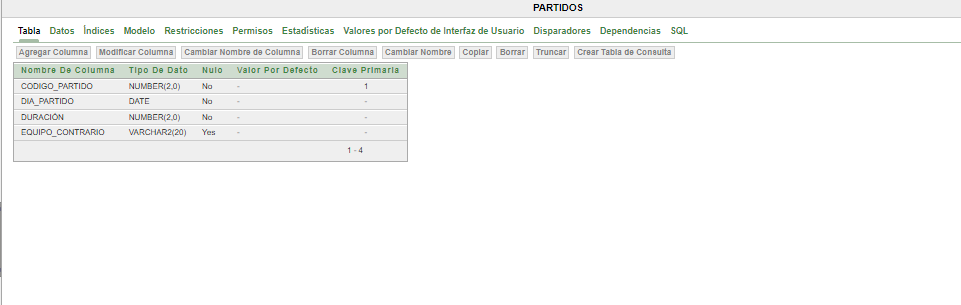 PARTIDOS
Tabla Datos Índices Modelo Restricciones Permisos Estadísticas Valores por Defecto de Interfaz de Usuario Disparadores Dependencias SQL
Agregar Columna Modificar Columna Cambiar Nombre de Columna Borrar Columna Cambiar Nombre Copiar Borrar Truncar Crear Tabla de Consulta
Nombre De Columna Tipo De Dato Nulo Valor Por Defecto Clave Primaria
CODIGO_PARTIDO NUMBER(2,0) No - 1
DIA_PARTIDO DATE No - -
DURACIÓN NUMBER(2,0) No - -
EQUIPO_CONTRARIO VARCHAR2(20) Yes - -
1 - 4